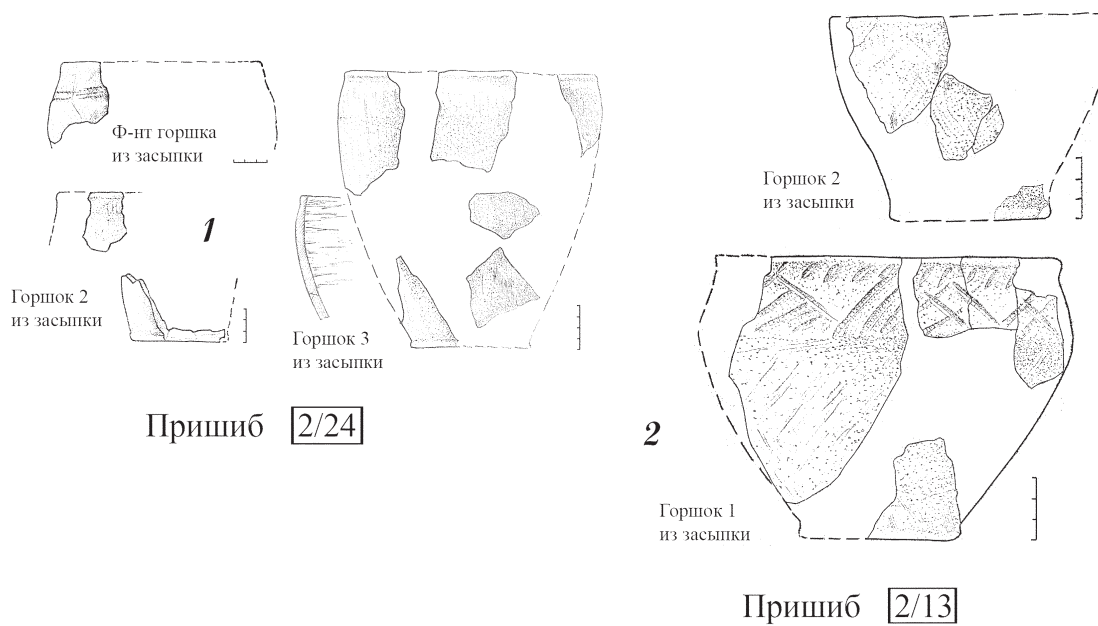 Ф-нт горшка
из засыпки
1
Горшок 2
из засыпки
Горшок 3
из засыпки
Пришиб 2/24
Горшок 2
из засыпки
2
Горшок 1
из засыпки
Пришиб 2/13